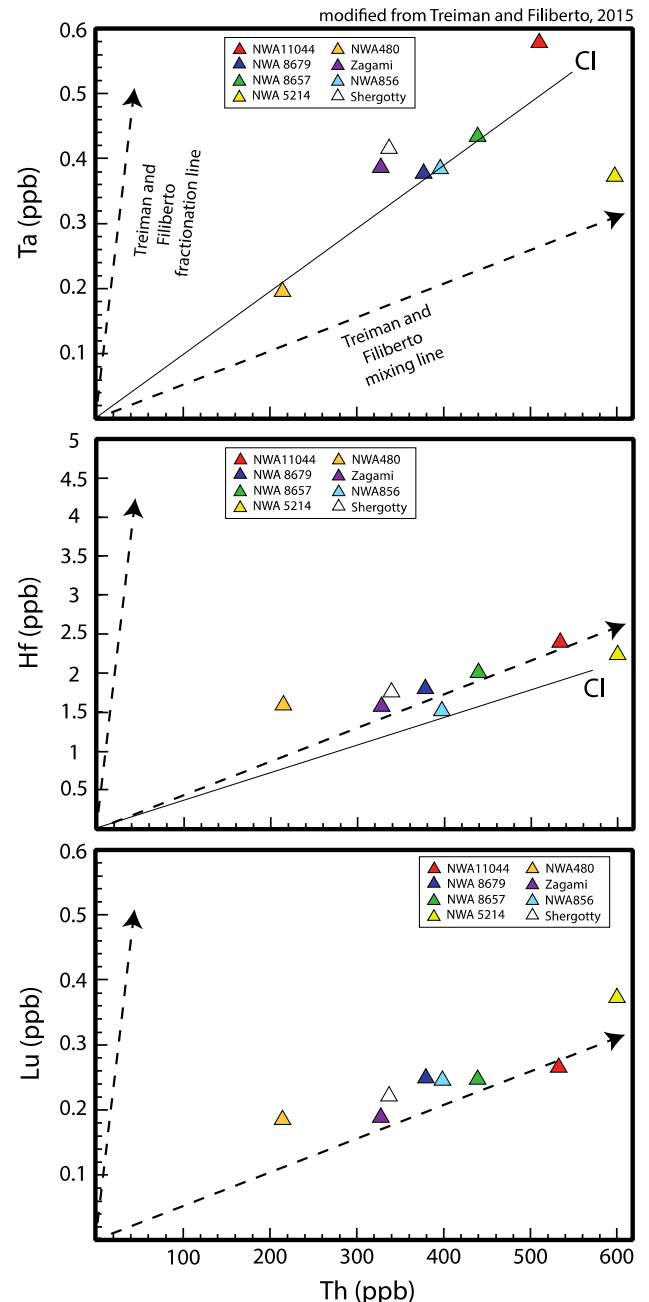 modified from Treiman and Filiberto, 2015
0.6
0.5
0.4
0.3
0.2
0.1
Ta (ppb)
NWA11044
NWA 8679
NWA 8657
NWA 5214
NWA480
Zagami
NWA856
Shergotty
CI
Treiman and
Filiberto
fractionation line
Treiman and
Filiberto
mixing line
5
4.5
4
3.5
3
2.5
2
1.5
1
0.5
Hf (ppb)
NWA11044
NWA 8679
NWA 8657
NWA 5214
NWA480
Zagami
NWA856
Shergotty
CI
0.6
0.5
0.4
0.3
0.2
0.1
Lu (ppb)
NWA11044
NWA 8679
NWA 8657
NWA 5214
NWA480
Zagami
NWA856
Shergotty
100 200 300 400 500 600
Th (ppb)